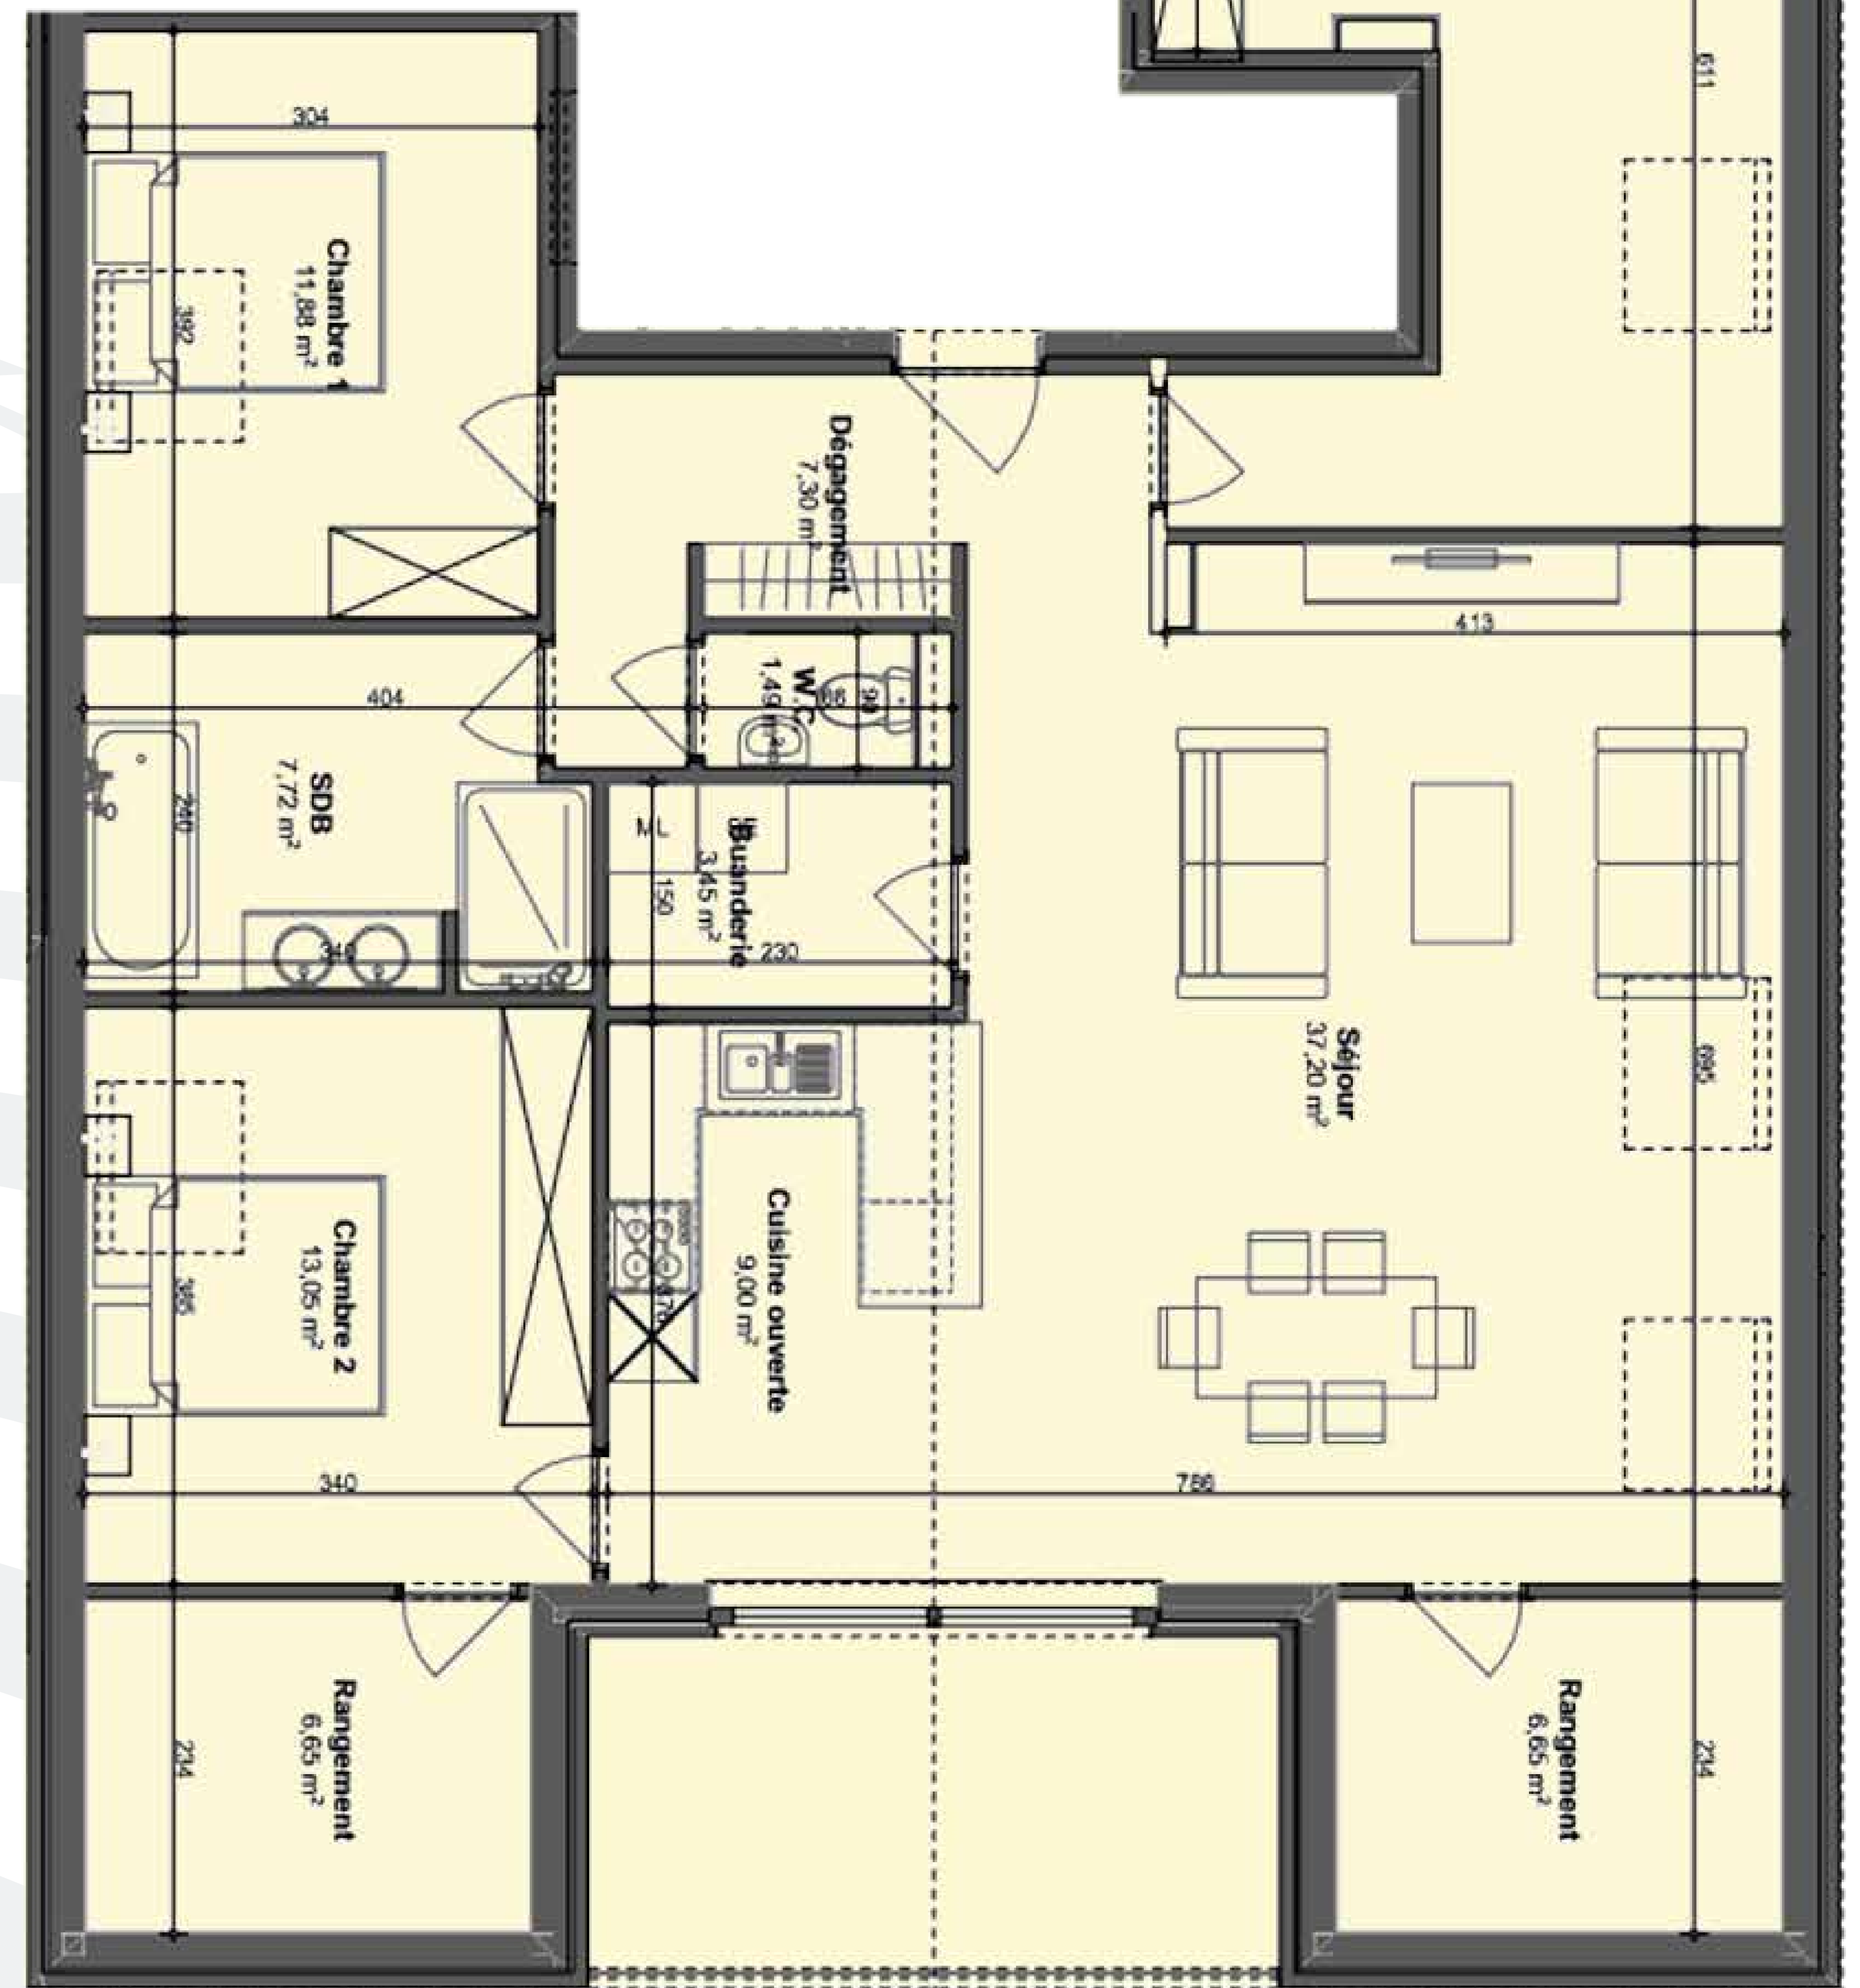 611
304
Chambre 1
11,88 m²
392
Dégagement
7,30 m²
413
404
W.C
1,49 m²
90
SDB
7,72 m²
240
ML
Buanderie
3,45 m²
150
230
340
Séjour
37,20 m²
695
Cuisine ouverte
9,00 m²
Chambre 2
13,05 m²
385
340
786
Rangement
6,65 m²
234
Rangement
6,65 m²
234